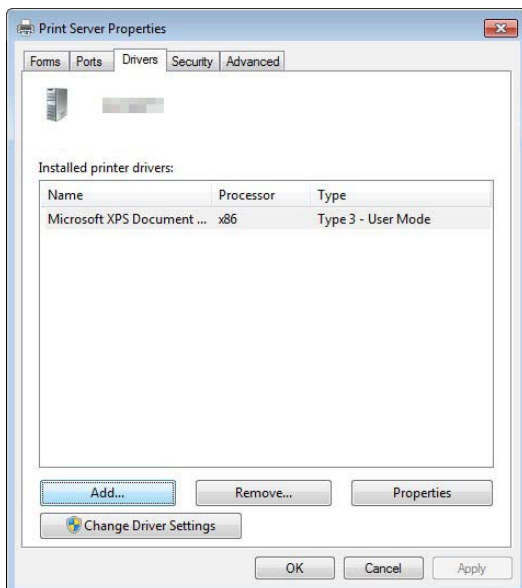 Print Server Properties
Forms Ports Drivers Security Advanced
Installed printer drivers:
Name Processor Type
Microsoft XPS Document ... x86 Type 3 - User Mode
Add... Remove... Properties
Change Driver Settings
OK Cancel Apply